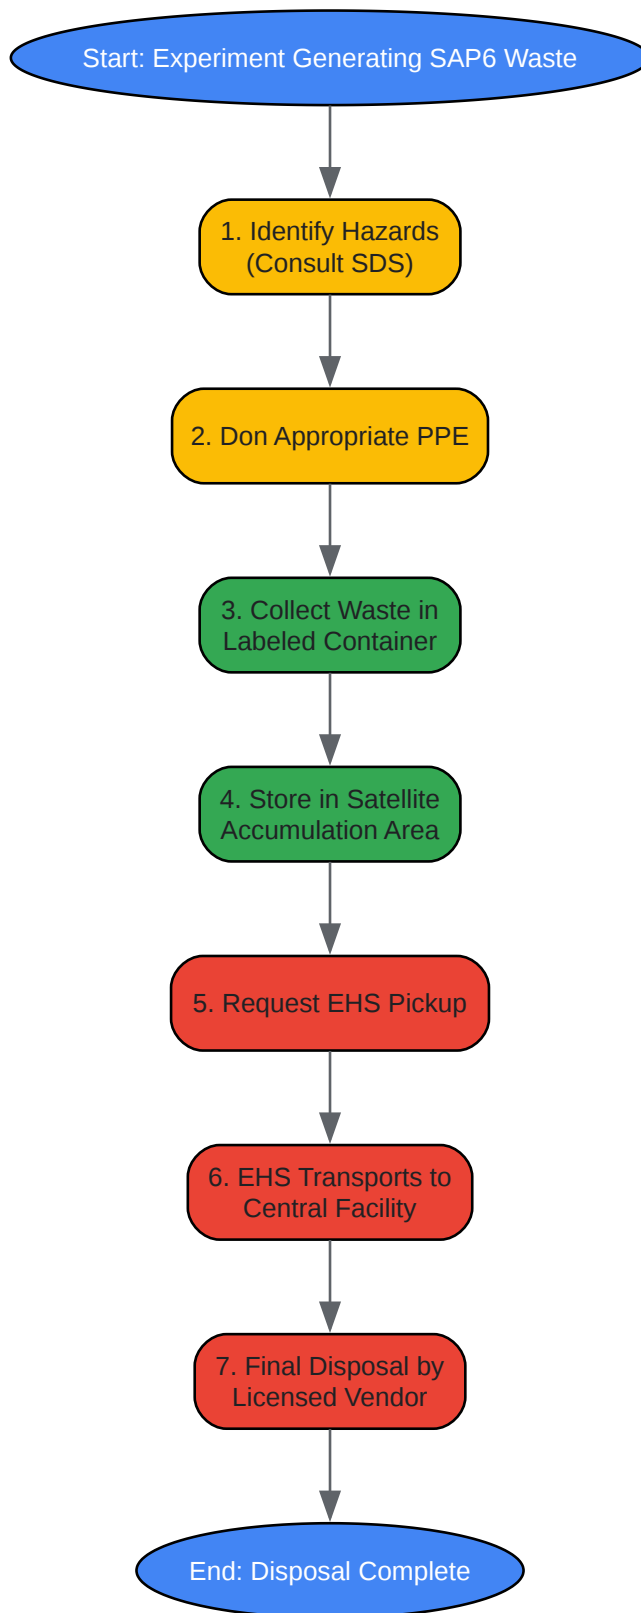 Start: Experiment Generating SAP6 Waste
1. Identify Hazards
(Consult SDS)
2. Don Appropriate PPE
3. Collect Waste in
Labeled Container
4. Store in Satellite
Accumulation Area
5. Request EHS Pickup
6. EHS Transports to
Central Facility
7. Final Disposal by
Licensed Vendor
End: Disposal Complete